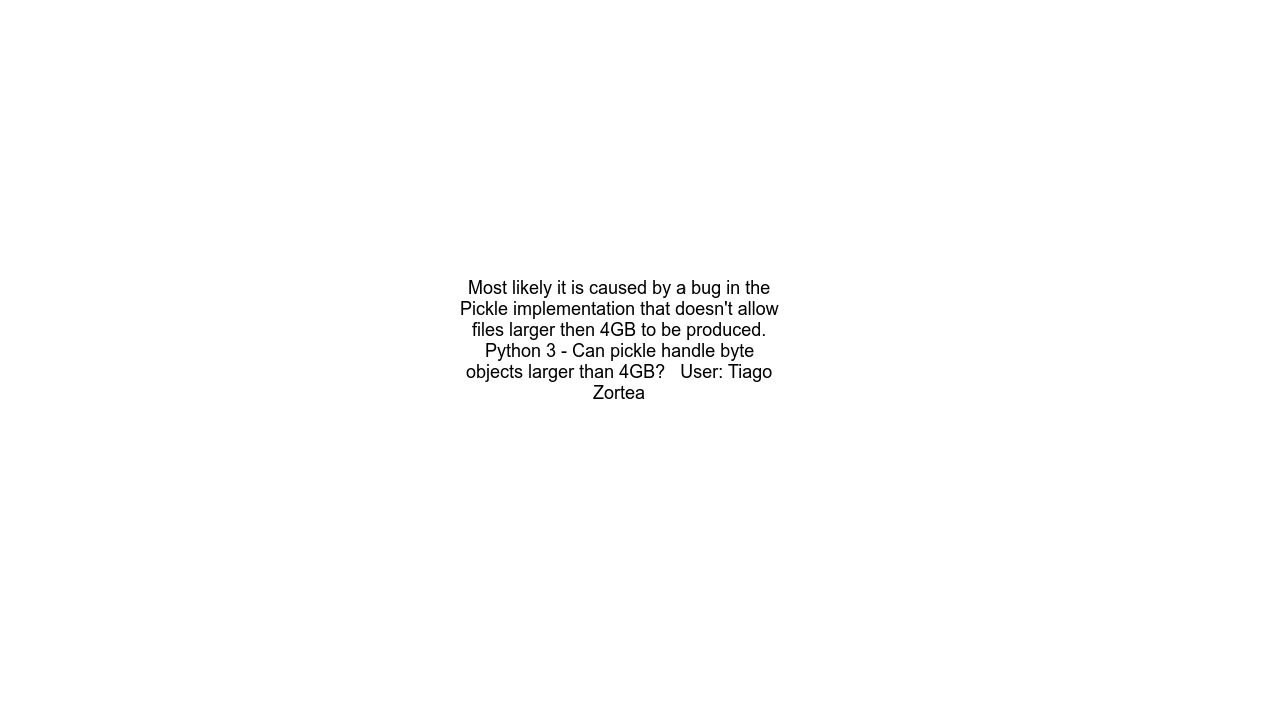 Most likely it is caused by a bug in the
Pickle implementation that doesn't allow
files larger then 4GB to be produced.
Python 3 - Can pickle handle byte
objects larger than 4GB?   User: Tiago
Zortea